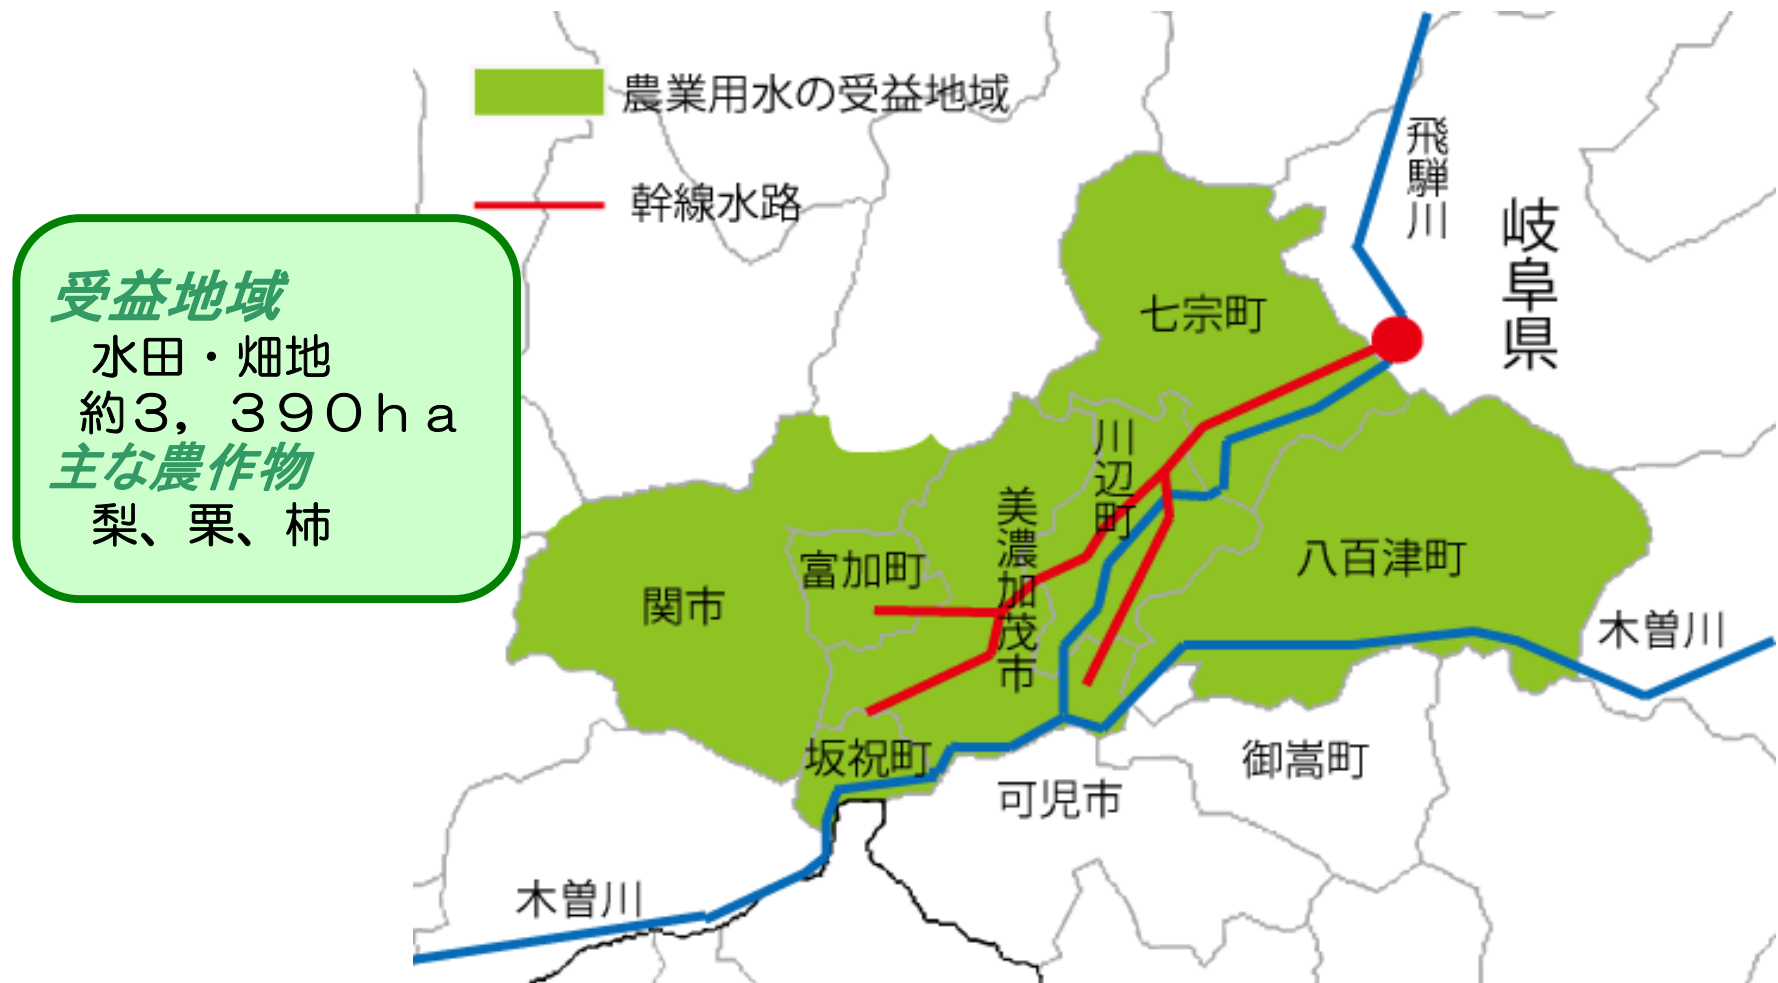 農業用水の受益地域
幹線水路
受益地域
水田・畑地
約３，３９０ｈａ
主な農作物
梨、栗、柿
飛騨川
岐阜県
七宗町
川辺町
美濃加茂市
富加町
関市
八百津町
木曽川
坂祝町
御嵩町
可児市
木曽川